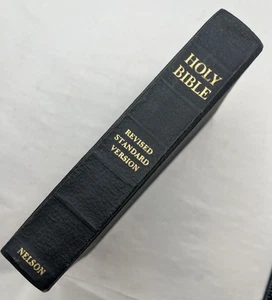 HOLY
BIBLE
REVISED
STANDARD
VERSION
NELSON